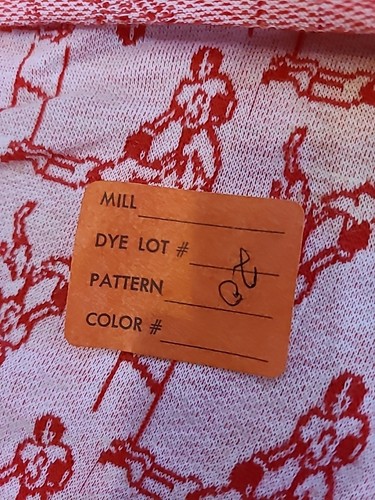 MILL
DYE LOT #
PATTERN
COLOR #